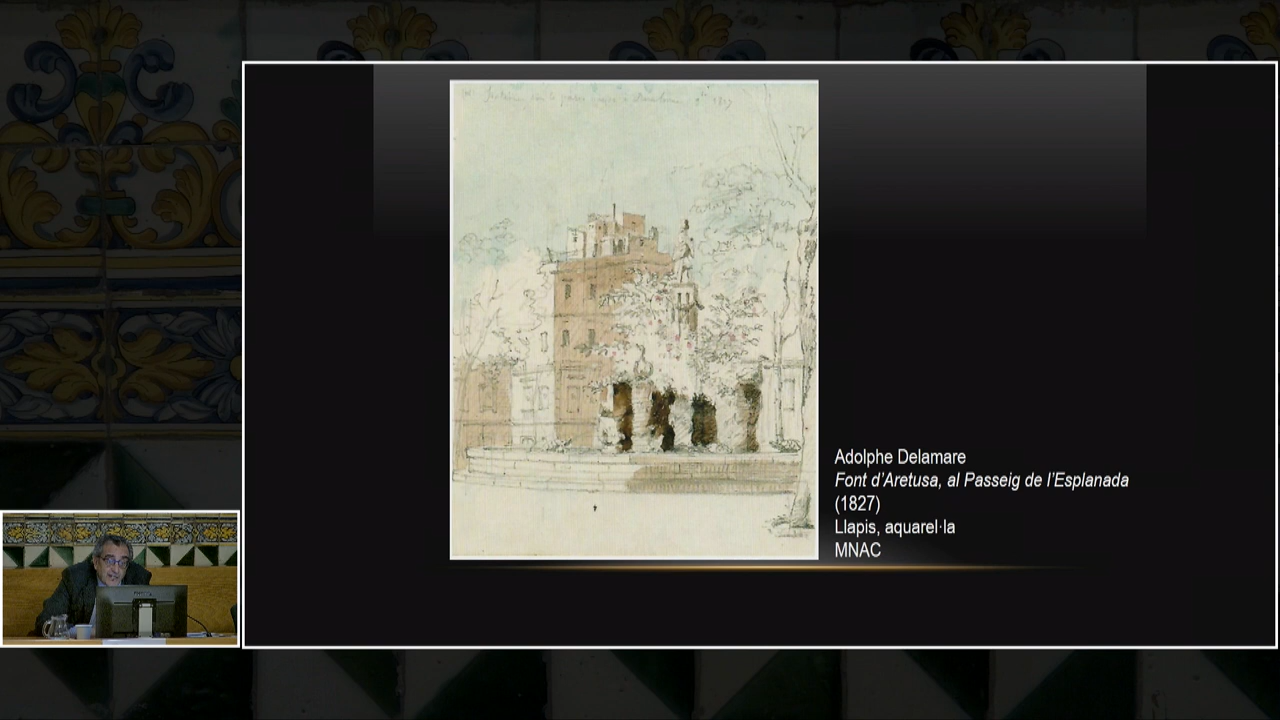 Adolphe Delamare
Font d'Aretusa, al Passeig de l'Esplanada
(1827)
Llapis, aquarel·la
MNAC